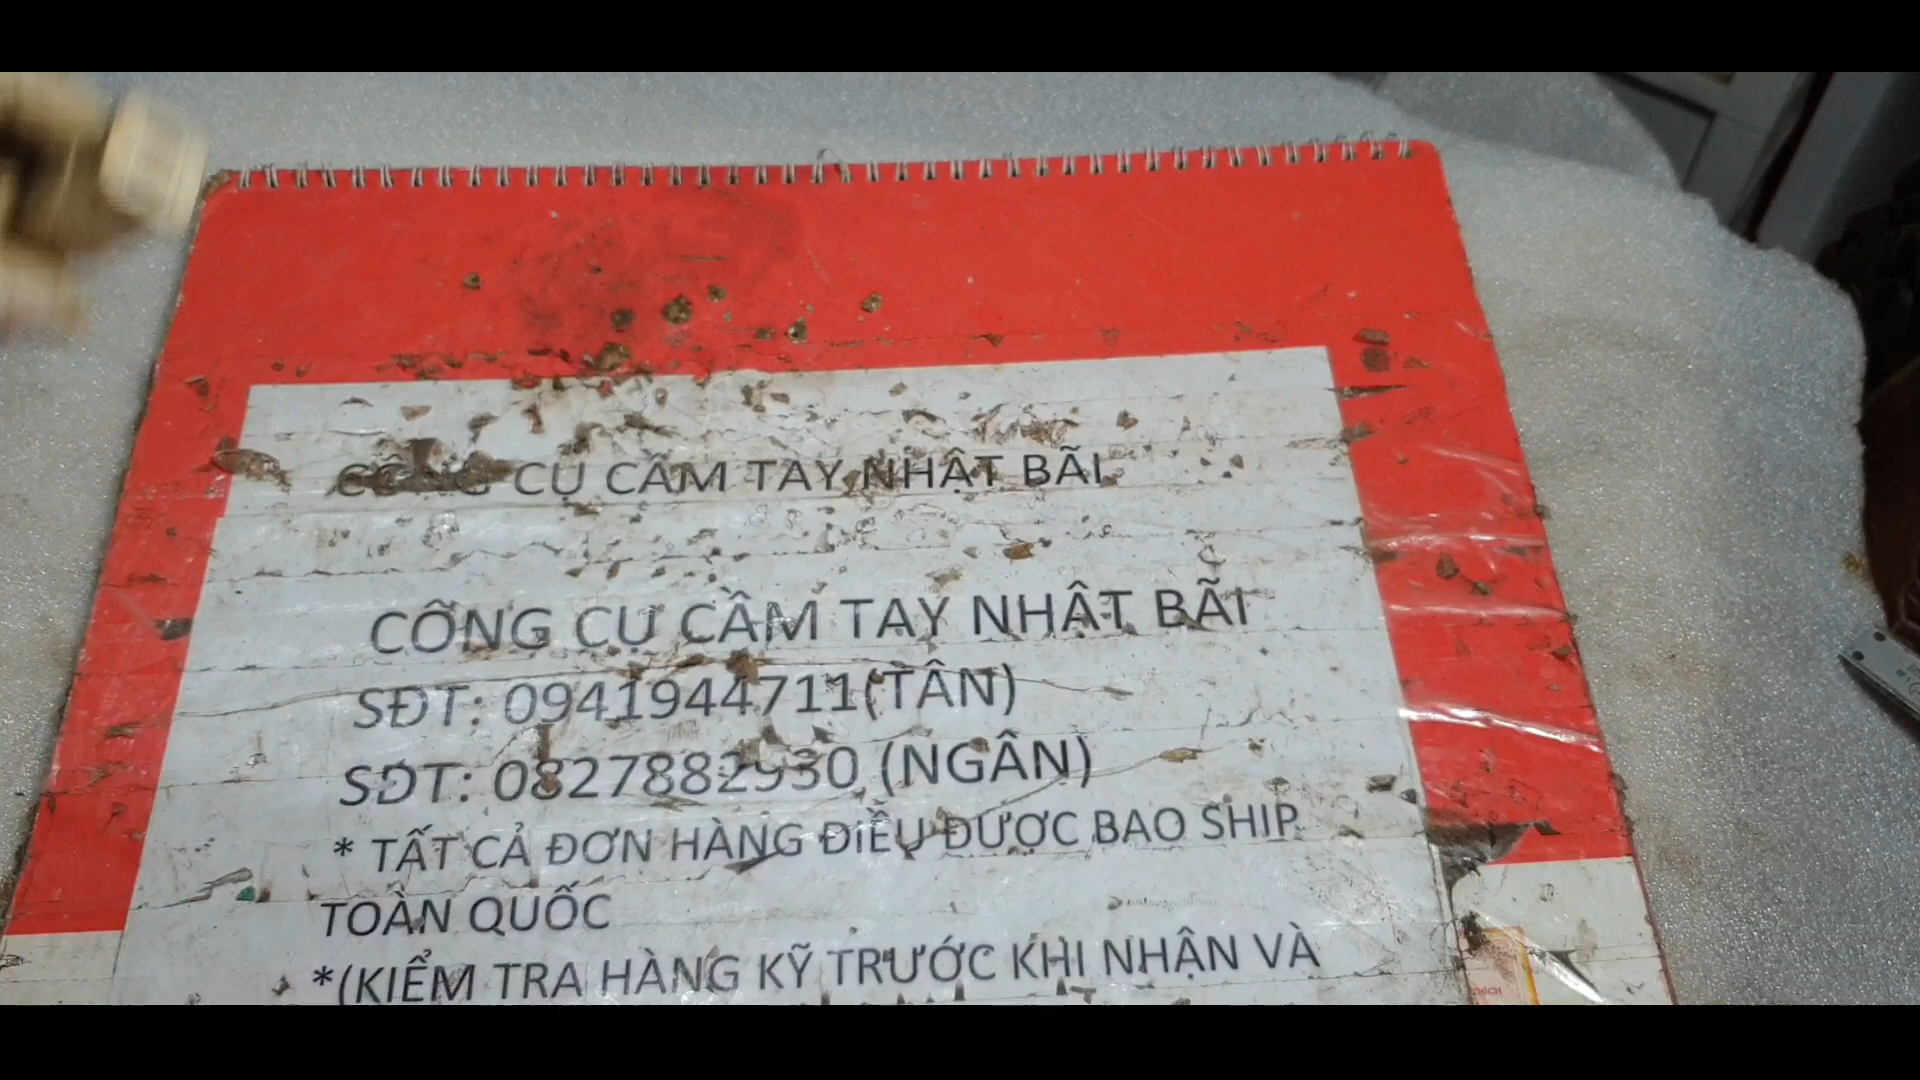 CÔNG CỤ CẦM TAY NHẬT BÃI
CÔNG CỤ CẦM TAY NHẬT BÃI
SĐT: 0941944711(TÂN)
SĐT: 0827882930 (NGÂN)
* TẤT CẢ ĐƠN HÀNG ĐIỀU ĐƯỢC BAO SHIP
TOÀN QUỐC
*(KIỂM TRA HÀNG KỸ TRƯỚC KHI NHẬN VÀ